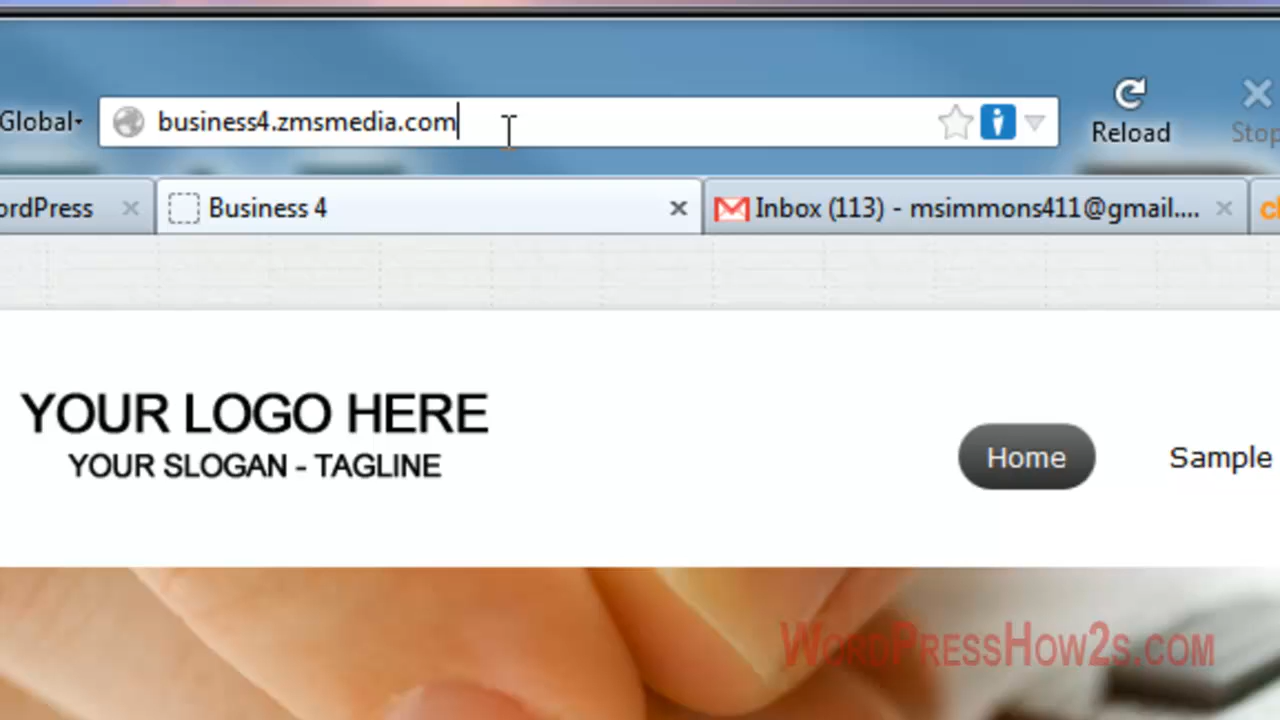 Global
business4.zmsmedia.com
Reload
Stop
ordPress
Business 4
Inbox (113) - msimmons411@gmail....
YOUR LOGO HERE
YOUR SLOGAN - TAGLINE
Home
Sample
WordPressHow2s.com